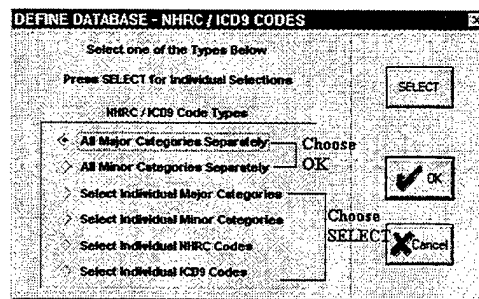 DEFINE DATABASE - NHRC / ICD9 CODES
Select one of the Types Below
Press SELECT for Individual Selections
SELECT
NHRC / ICD9 Code Types
All Major Categories Separately
Choose
All Minor Categories Separately
OK
OK
Select Individual Major Categories
Select Individual Minor Categories
Choose
Select Individual NHRC Codes
SELECT
Cancel
Select Individual ICD9 Codes